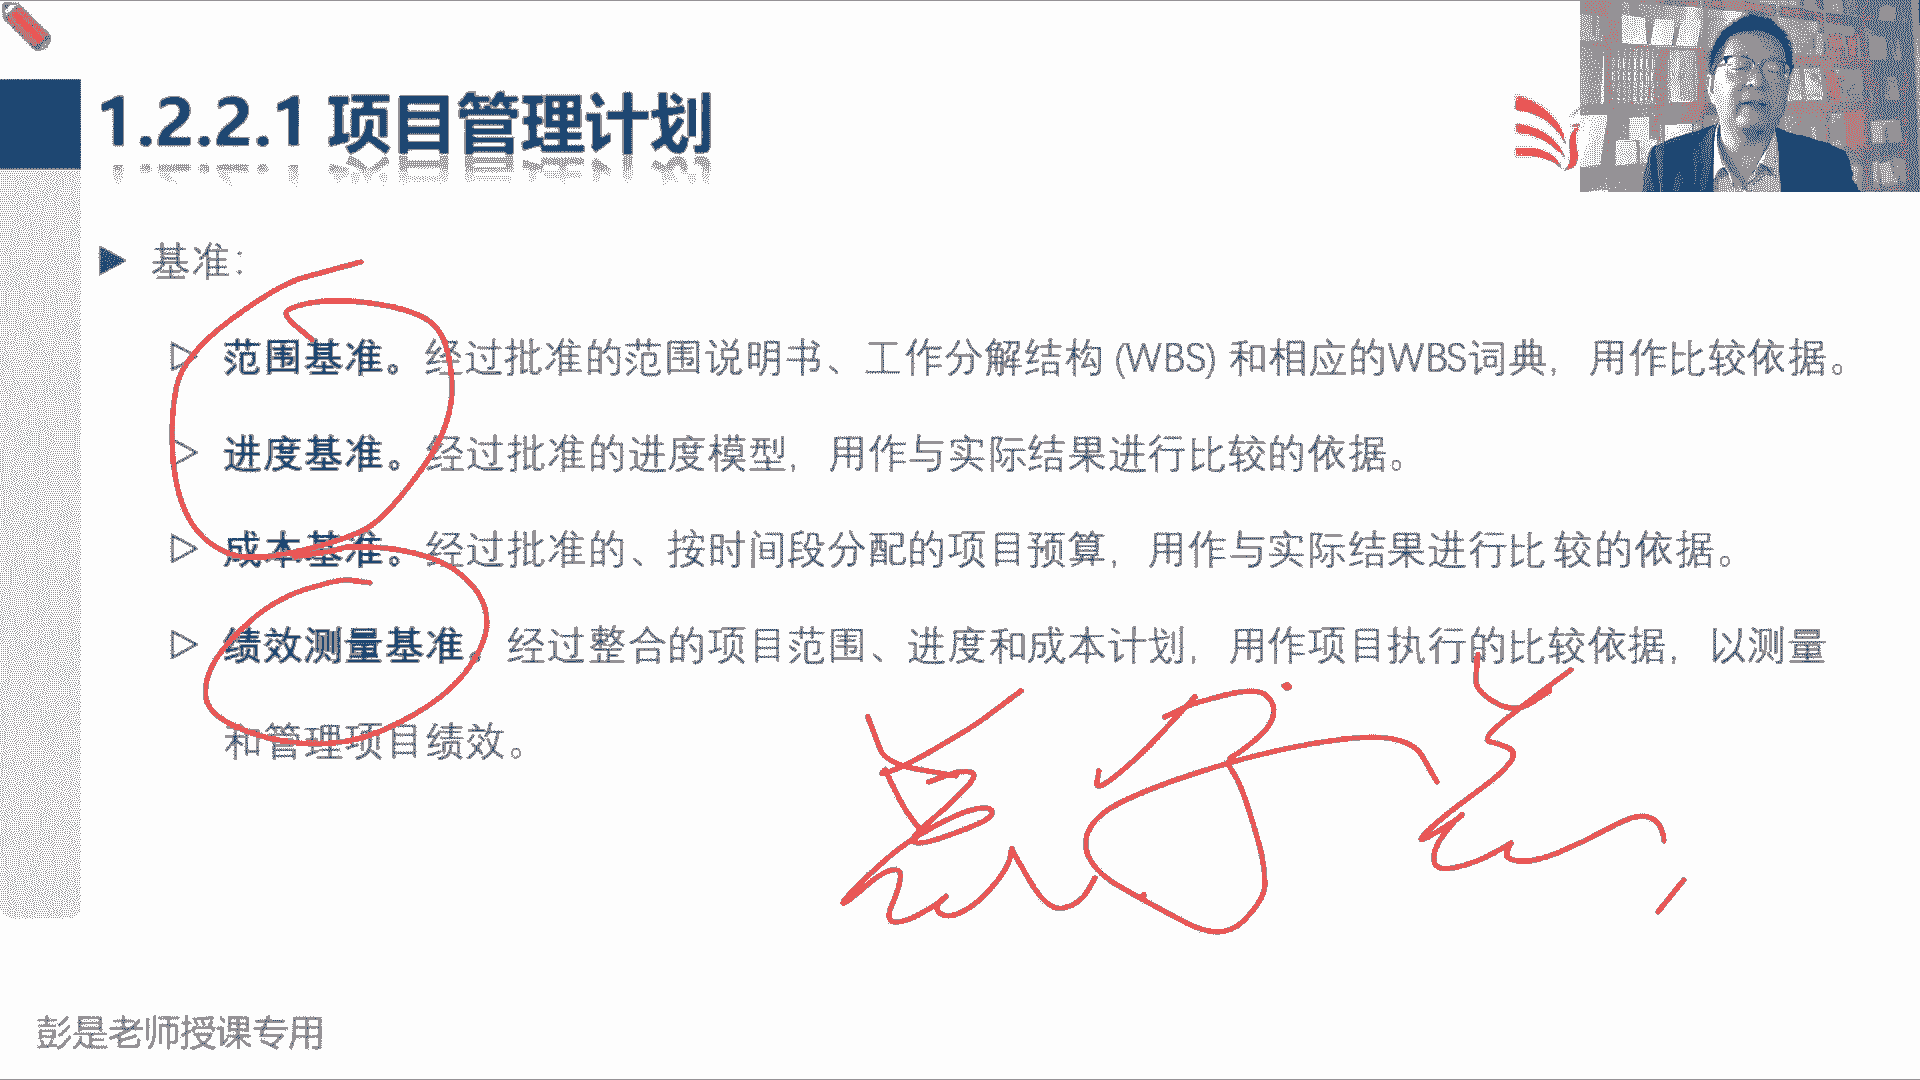 1.2.2.1 项目管理计划
基准：
范围基准。经过批准的范围说明书、工作分解结构 (WBS) 和相应的WBS词典，用作比较依据。
进度基准。经过批准的进度模型，用作与实际结果进行比较的依据。
成本基准。经过批准的、按时间段分配的项目预算，用作与实际结果进行比较的依据。
绩效测量基准。经过整合的项目范围、进度和成本计划，用作项目执行的比较依据，以测量
和管理项目绩效。
彭是老师授课专用